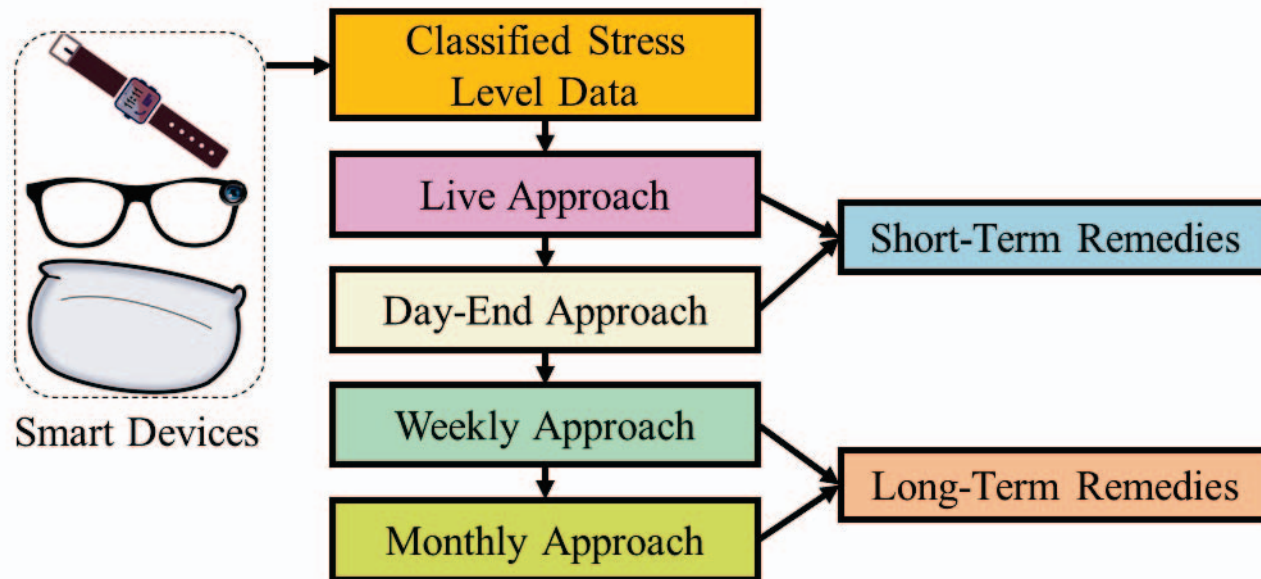 Classified Stress
Level Data
Live Approach
Short-Term Remedies
Day-End Approach
Smart Devices
Weekly Approach
Long-Term Remedies
Monthly Approach